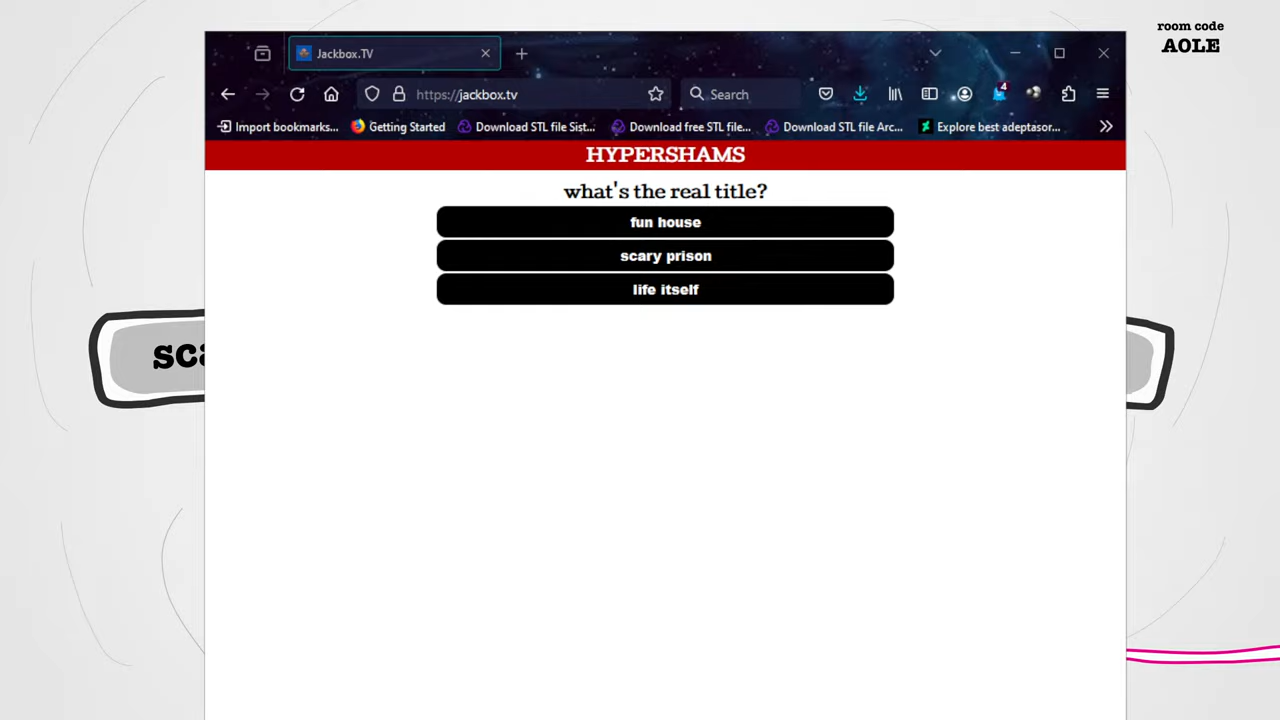 room code
AOLE
Jackbox.TV
https://jackbox.tv
Search
4
Import bookmarks...
Getting Started
Download STL file Sist...
Download free STL file...
Download STL file Arc...
Explore best adeptasor...
HYPERSHAMS
what's the real title?
fun house
scary prison
life itself
sca